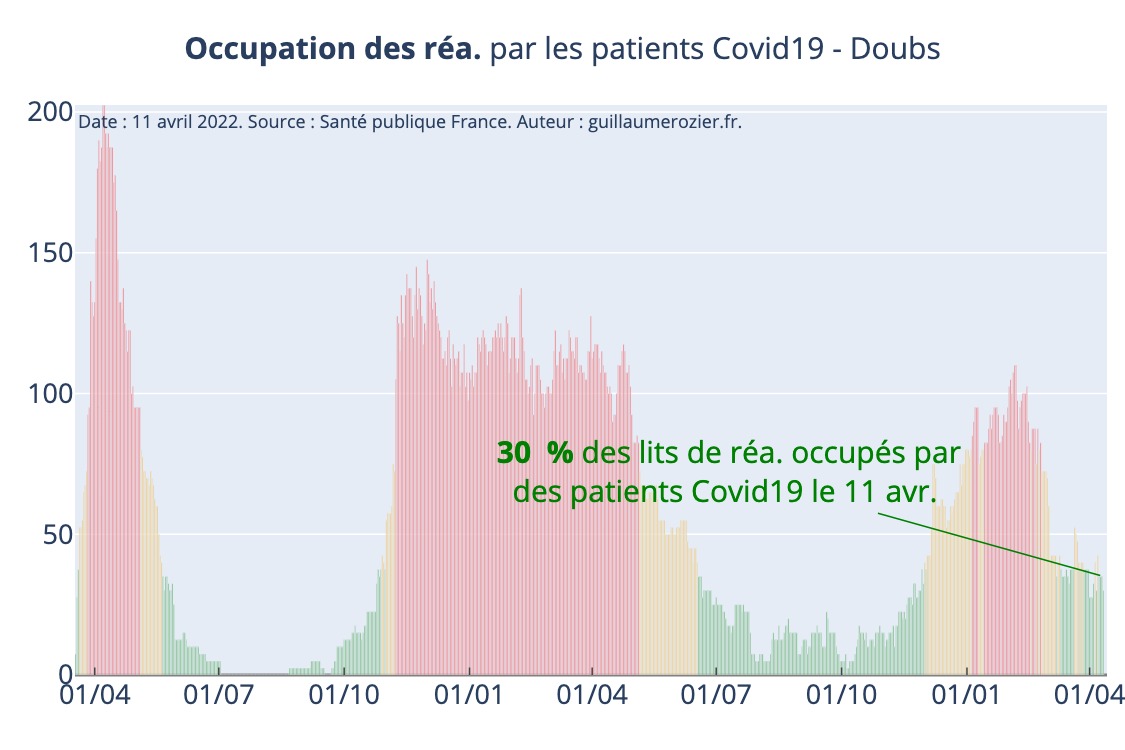 Occupation des réa. par les patients Covid19 - Doubs
200
Date : 11 avril 2022. Source : Santé publique France. Auteur : guillaumerozier.fr.
150
100
30 % des lits de réa. occupés par
des patients Covid19 le 11 avr.
50
0
01/04 01/07 01/10 01/01 01/04 01/07 01/10 01/01 01/04